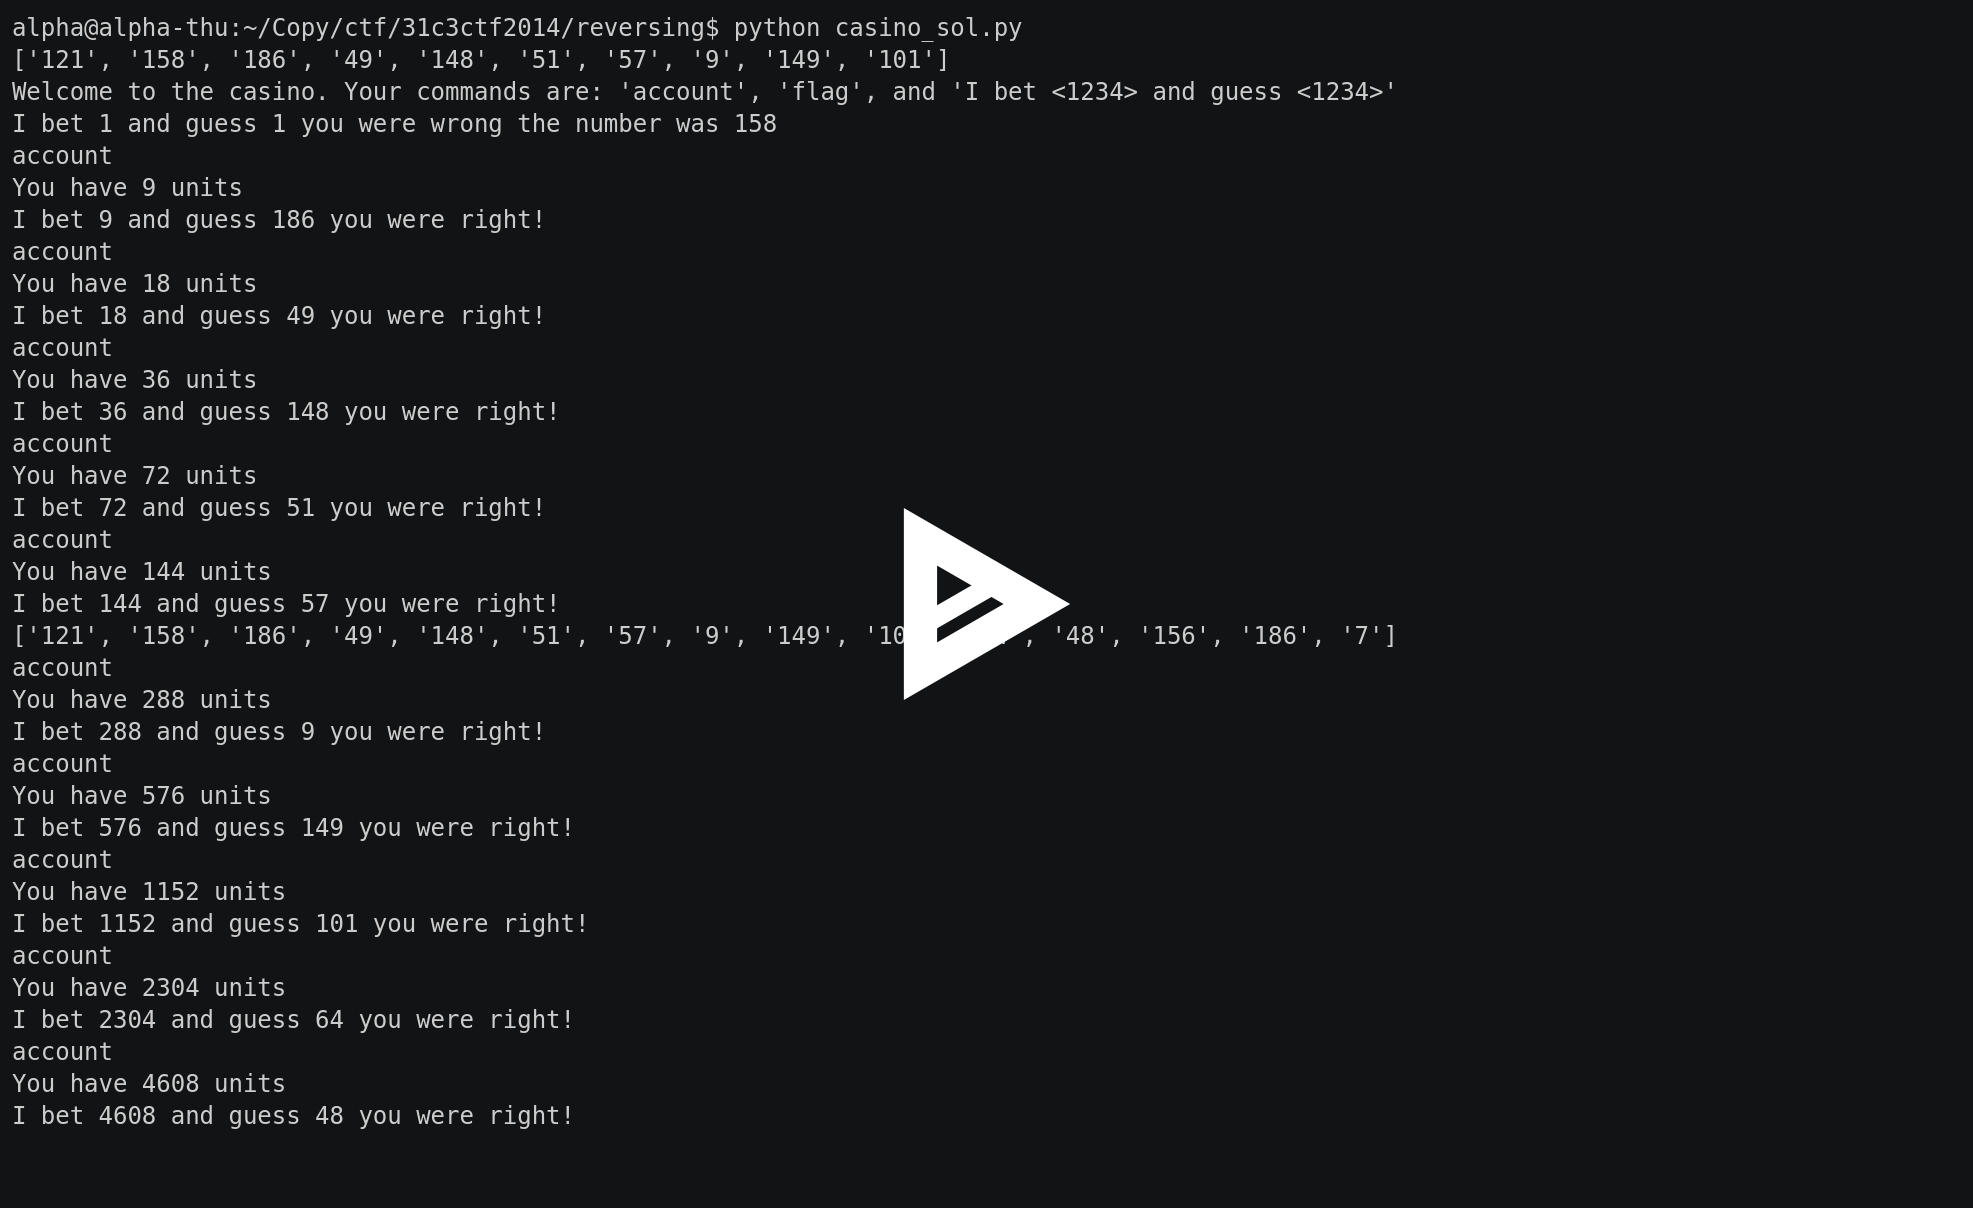 alpha@alpha-thu:~/Copy/ctf/31c3ctf2014/reversing$ python casino_sol.py
['121', '158', '186', '49', '148', '51', '57', '9', '149', '101']
Welcome to the casino. Your commands are: 'account', 'flag', and 'I bet <1234> and guess <1234>'
I bet 1 and guess 1 you were wrong the number was 158
account
You have 9 units
I bet 9 and guess 186 you were right!
account
You have 18 units
I bet 18 and guess 49 you were right!
account
You have 36 units
I bet 36 and guess 148 you were right!
account
You have 72 units
I bet 72 and guess 51 you were right!
account
You have 144 units
I bet 144 and guess 57 you were right!
['121', '158', '186', '49', '148', '51', '57', '9', '149', '10 , '48', '156', '186', '7']
account
You have 288 units
I bet 288 and guess 9 you were right!
account
You have 576 units
I bet 576 and guess 149 you were right!
account
You have 1152 units
I bet 1152 and guess 101 you were right!
account
You have 2304 units
I bet 2304 and guess 64 you were right!
account
You have 4608 units
I bet 4608 and guess 48 you were right!